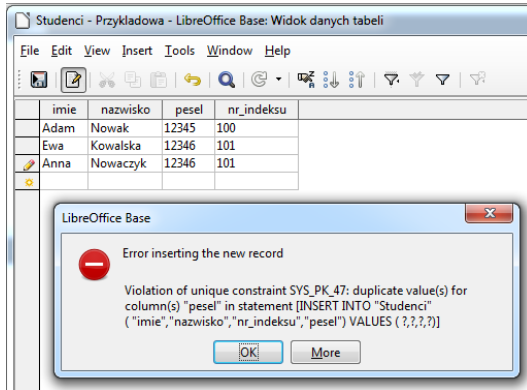 Studenci - Przykladowa - LibreOffice Base: Widok danych tabeli
File Edit View Insert Tools Window Help
imie nazwisko pesel nr_indeksu
Adam Nowak 12345 100
Ewa Kowalska 12346 101
Anna Nowaczyk 12346 101
LibreOffice Base
Error inserting the new record
Violation of unique constraint SYS_PK_47: duplicate value(s) for
column(s) "pesel" in statement [INSERT INTO "Studenci"
( "imie","nazwisko","nr_indeksu","pesel") VALUES ( ?,?,?,?)]
OK More